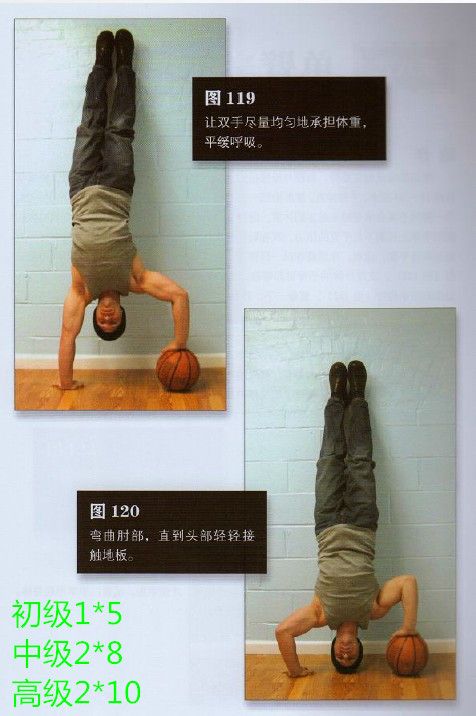 图 119
让双手尽量均匀地承担体重，
平缓呼吸。
图 120
弯曲肘部，直到头部轻轻接
触地板。
初级1*5
中级2*8
高级2*10